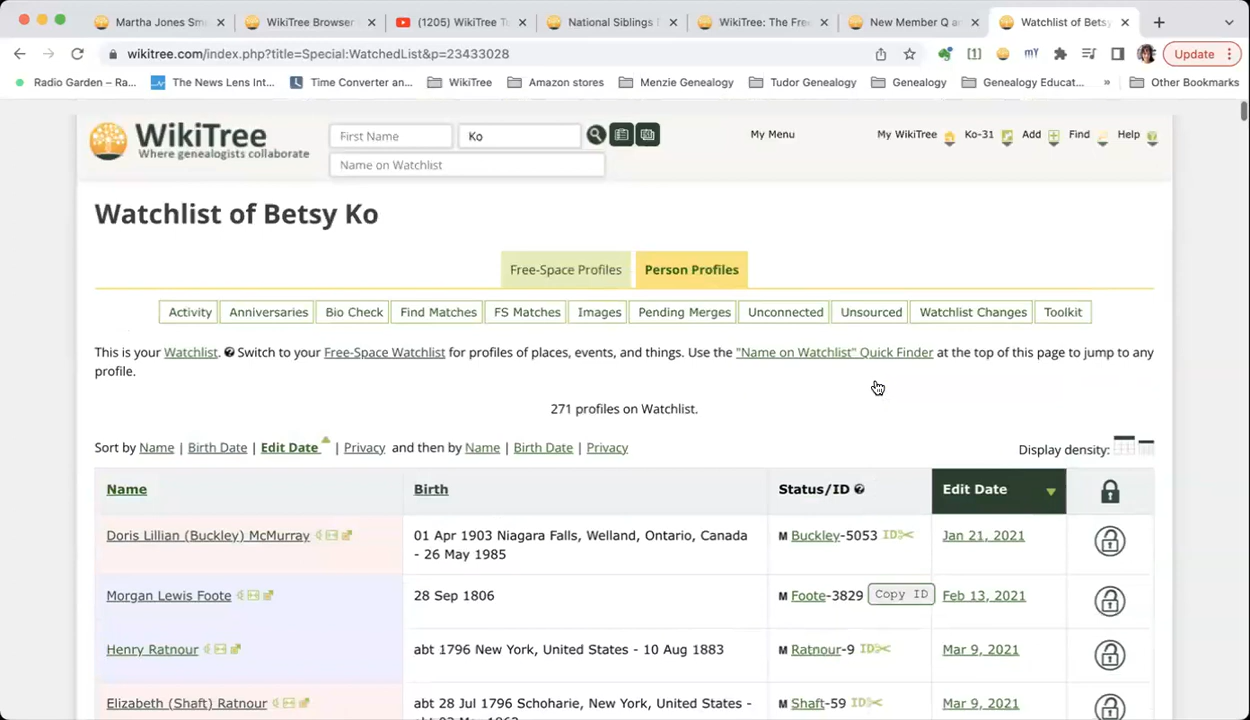 Martha Jones Sm
WikiTree Browser
(1205) WikiTree Tu
National Siblings
WikiTree: The Free
New Member Q a
Watchlist of Betsy
wikitree.com/index.php?title=Special:WatchedList&p=23433028
[1]
mY
Update
Radio Garden – Ra...
The News Lens Int...
Time Converter an...
WikiTree
Amazon stores
Menzie Genealogy
Tudor Genealogy
Genealogy
Genealogy Educat...
»
Other Bookmarks
WikiTree
Where genealogists collaborate
First Name
Ko
Name on Watchlist
My Menu
My WikiTree
Ko-31
Add
Find
Help
Watchlist of Betsy Ko
Free-Space Profiles
Person Profiles
Activity
Anniversaries
Bio Check
Find Matches
FS Matches
Images
Pending Merges
Unconnected
Unsourced
Watchlist Changes
Toolkit
This is your Watchlist. Switch to your Free-Space Watchlist for profiles of places, events, and things. Use the "Name on Watchlist" Quick Finder at the top of this page to jump to any
profile.
271 profiles on Watchlist.
Sort by Name | Birth Date | Edit Date | Privacy and then by Name | Birth Date | Privacy
Display density:
Name
Birth
Status/ID
Edit Date
Doris Lillian (Buckley) McMurray
01 Apr 1903 Niagara Falls, Welland, Ontario, Canada
- 26 May 1985
M Buckley-5053 ID
Jan 21, 2021
Morgan Lewis Foote
28 Sep 1806
M Foote-3829
Copy ID
Feb 13, 2021
Henry Ratnour
abt 1796 New York, United States - 10 Aug 1883
M Ratnour-9 ID
Mar 9, 2021
Elizabeth (Shaft) Ratnour
abt 28 Jul 1796 Schoharie, New York, United States -
M Shaft-59 ID
Mar 9, 2021